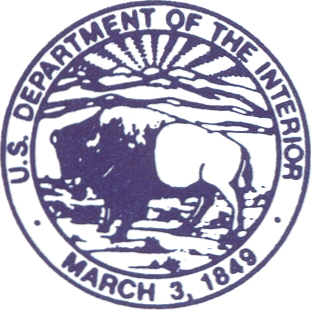 U.S. DEPARTMENT OF THE INTERIOR
MARCH 3, 1849